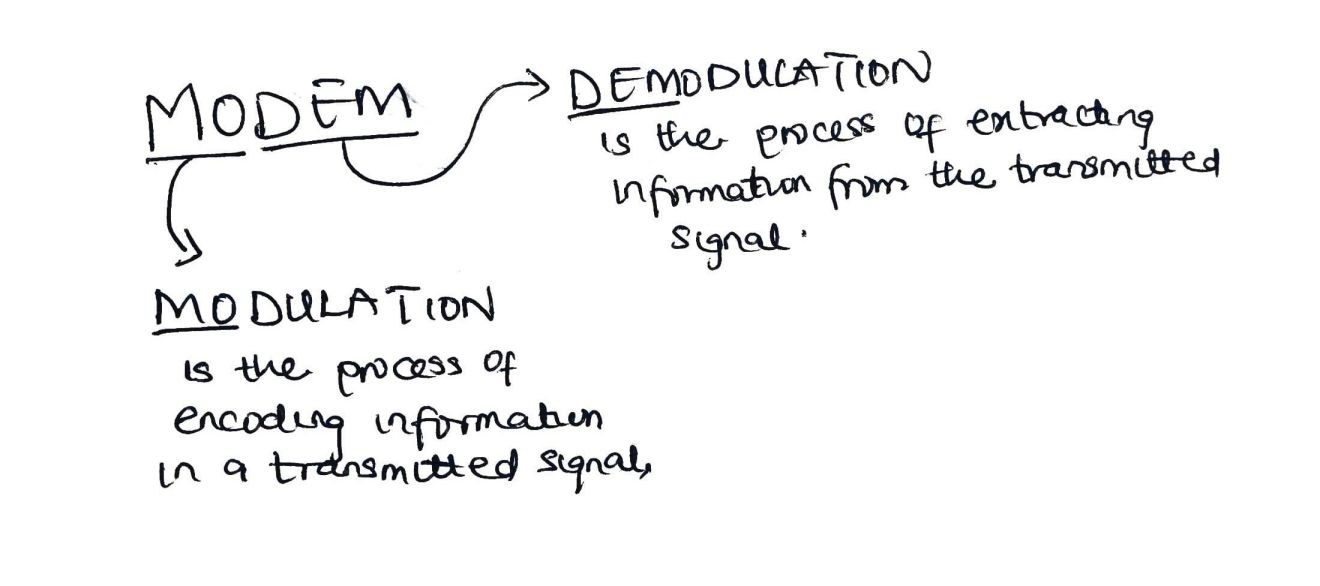 MODEM
DEMODULATION
is the process of extracting
information from the transmitted
signal.
MODULATION
is the process of
encoding information
in a transmitted signal,